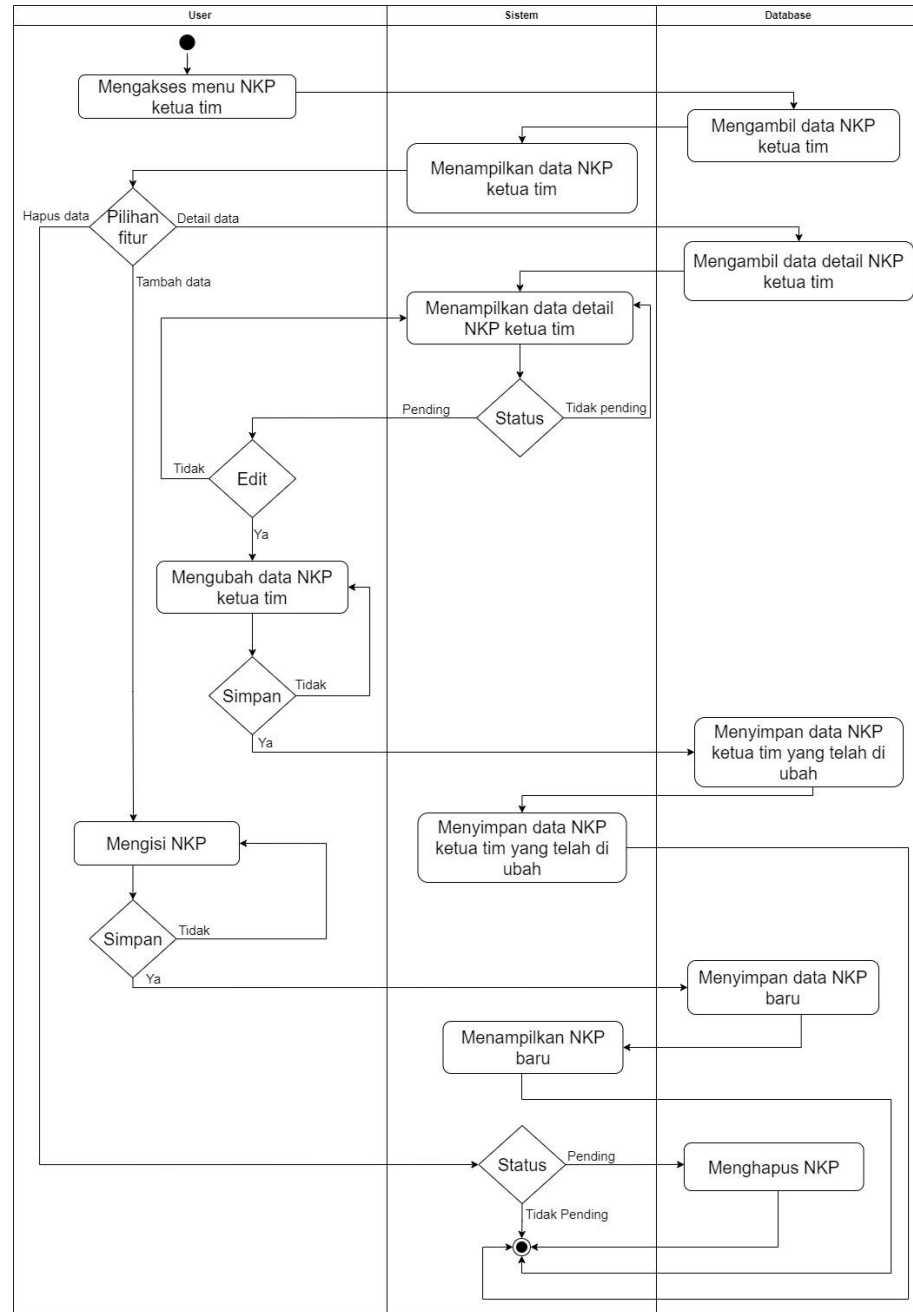 User
Sistem
Database
Mengakses menu NKP
ketua tim
Mengambil data NKP
ketua tim
Menampilkan data NKP
ketua tim
Hapus data
Pilihan
fitur
Detail data
Tambah data
Mengambil data detail NKP
ketua tim
Menampilkan data detail
NKP ketua tim
Pending
Status
Tidak pending
Tidak
Edit
Ya
Mengubah data NKP
ketua tim
Simpan
Tidak
Ya
Menyimpan data NKP
ketua tim yang telah di
ubah
Menyimpan data NKP
ketua tim yang telah di
ubah
Mengisi NKP
Simpan
Tidak
Ya
Menyimpan data NKP
baru
Menampilkan NKP
baru
Status
Pending
Menghapus NKP
Tidak Pending